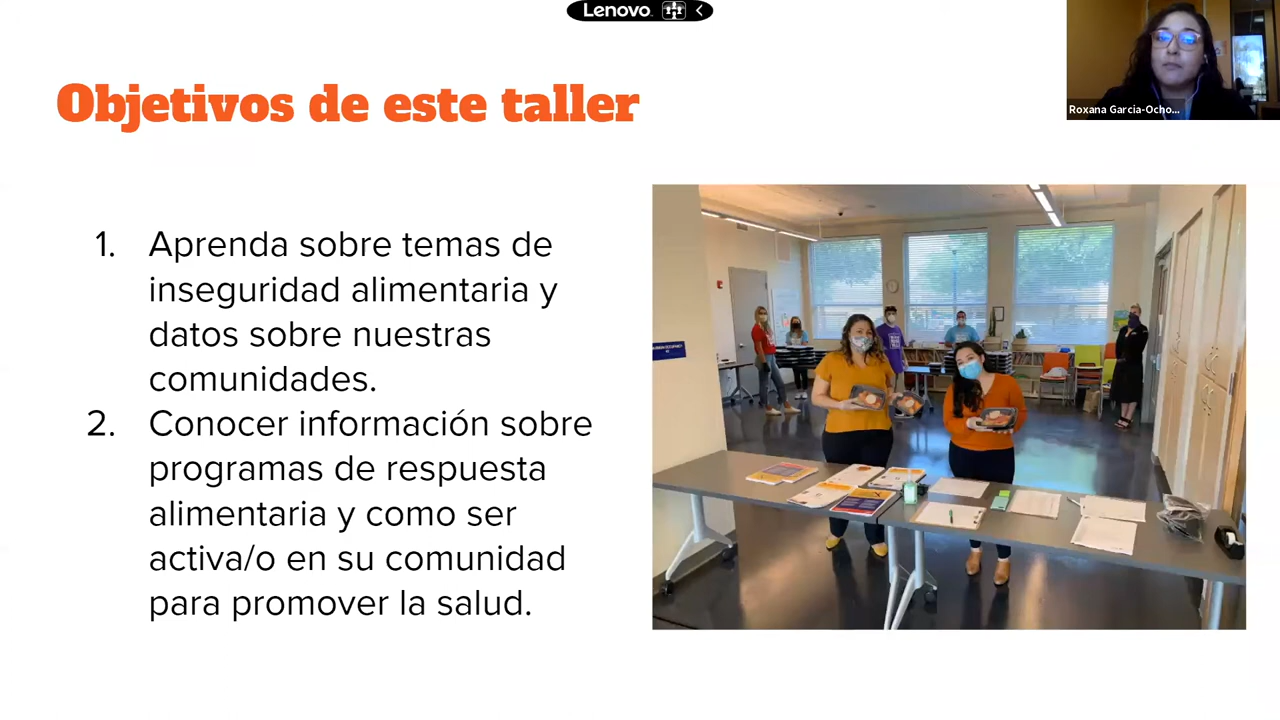 Lenovo
Roxana Garcia-Ocho...
Objetivos de este taller
1. Aprenda sobre temas de
inseguridad alimentaria y
datos sobre nuestras
comunidades.
2. Conocer información sobre
programas de respuesta
alimentaria y como ser
activa/o en su comunidad
para promover la salud.